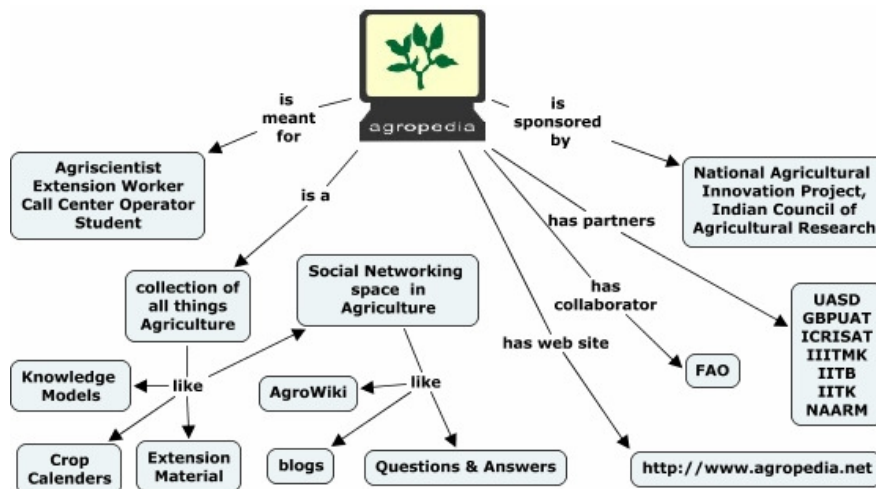 agropedia
is
meant
for
is
sponsored
by
Agriscientist
Extension Worker
Call Center Operator
Student
National Agricultural
Innovation Project,
Indian Council of
Agricultural Research
is a
has partners
collection of
all things
Agriculture
Social Networking
space in
Agriculture
has
collaborator
UASD
GBPUAT
ICRISAT
IIITMK
IITB
IITK
NAARM
has web site
Knowledge
Models
like
AgroWiki
like
FAO
Crop
Calenders
Extension
Material
blogs
Questions & Answers
http://www.agropedia.net